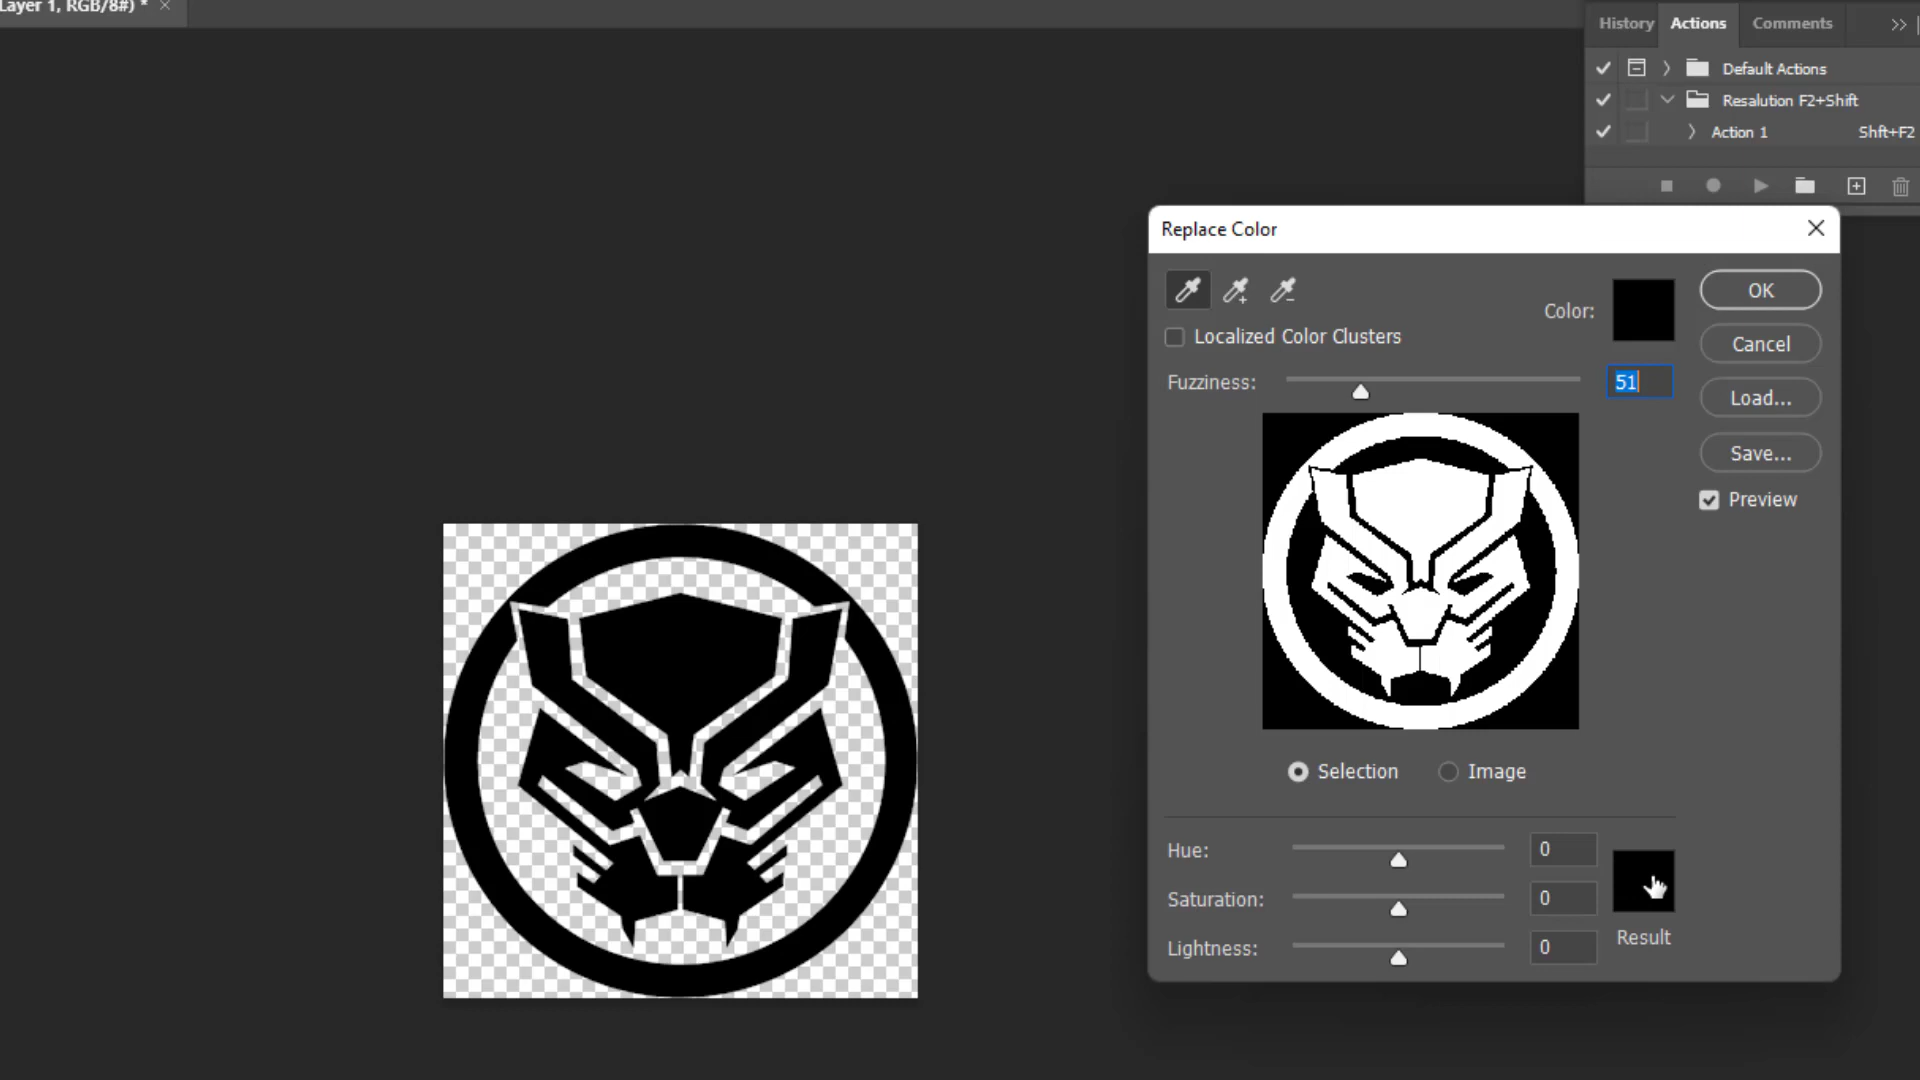 Layer 1, RGB/8#) *
History Actions Comments
Default Actions
Resalution F2+Shift
Action 1 Shft+F2
Replace Color
Color:
OK
Localized Color Clusters
Cancel
Fuzziness: 51
Load...
Save...
Preview
Selection Image
Hue: 0
Saturation: 0
Lightness: 0
Result